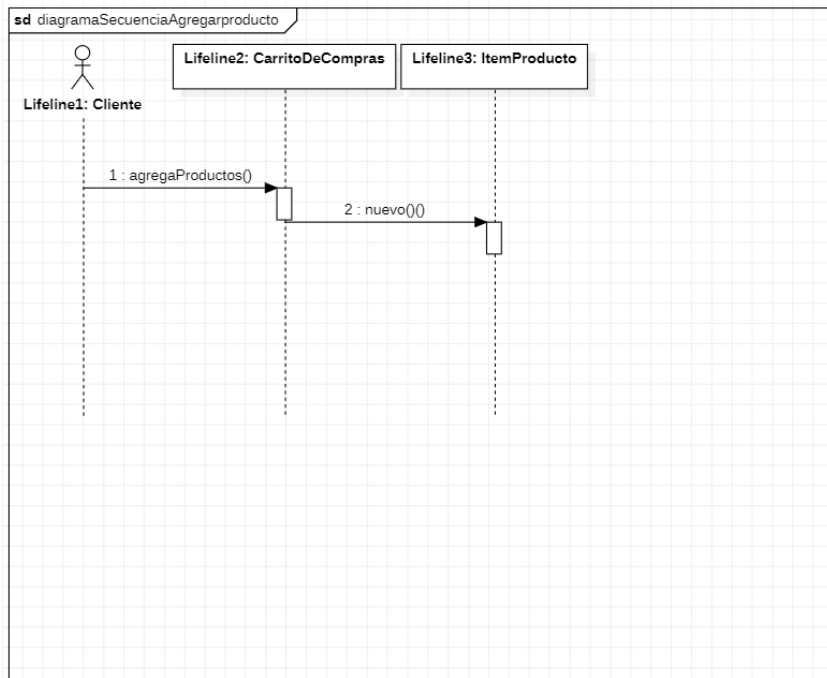 sd diagramaSecuenciaAgregarproducto
Lifeline1: Cliente
Lifeline2: CarritoDeCompras
Lifeline3: ItemProducto
1 : agregaProductos()
2 : nuevo()()